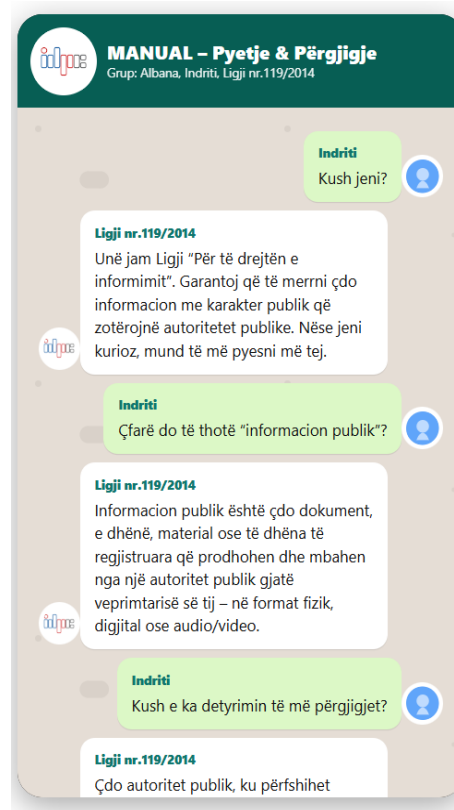 MANUAL – Pyetje & Përgjigje
Grup: Albana, Indriti, Ligji nr.119/2014
Indriti
Kush jeni?
Ligji nr.119/2014
Unë jam Ligji “Për të drejtën e
informimit”. Garantoj që të merrni çdo
informacion me karakter publik që
zotërojnë autoritetet publike. Nëse jeni
kurioz, mund të më pyesni më tej.
Indriti
Çfarë do të thotë “informacion publik”?
Ligji nr.119/2014
Informacion publik është çdo dokument,
e dhënë, material ose të dhëna të
regjistruara që prodhohen dhe mbahen
nga një autoritet publik gjatë
veprimtarisë së tij – në format fizik,
digjital ose audio/video.
Indriti
Kush e ka detyrimin të më përgjigjet?
Ligji nr.119/2014
Çdo autoritet publik, ku përfshihet